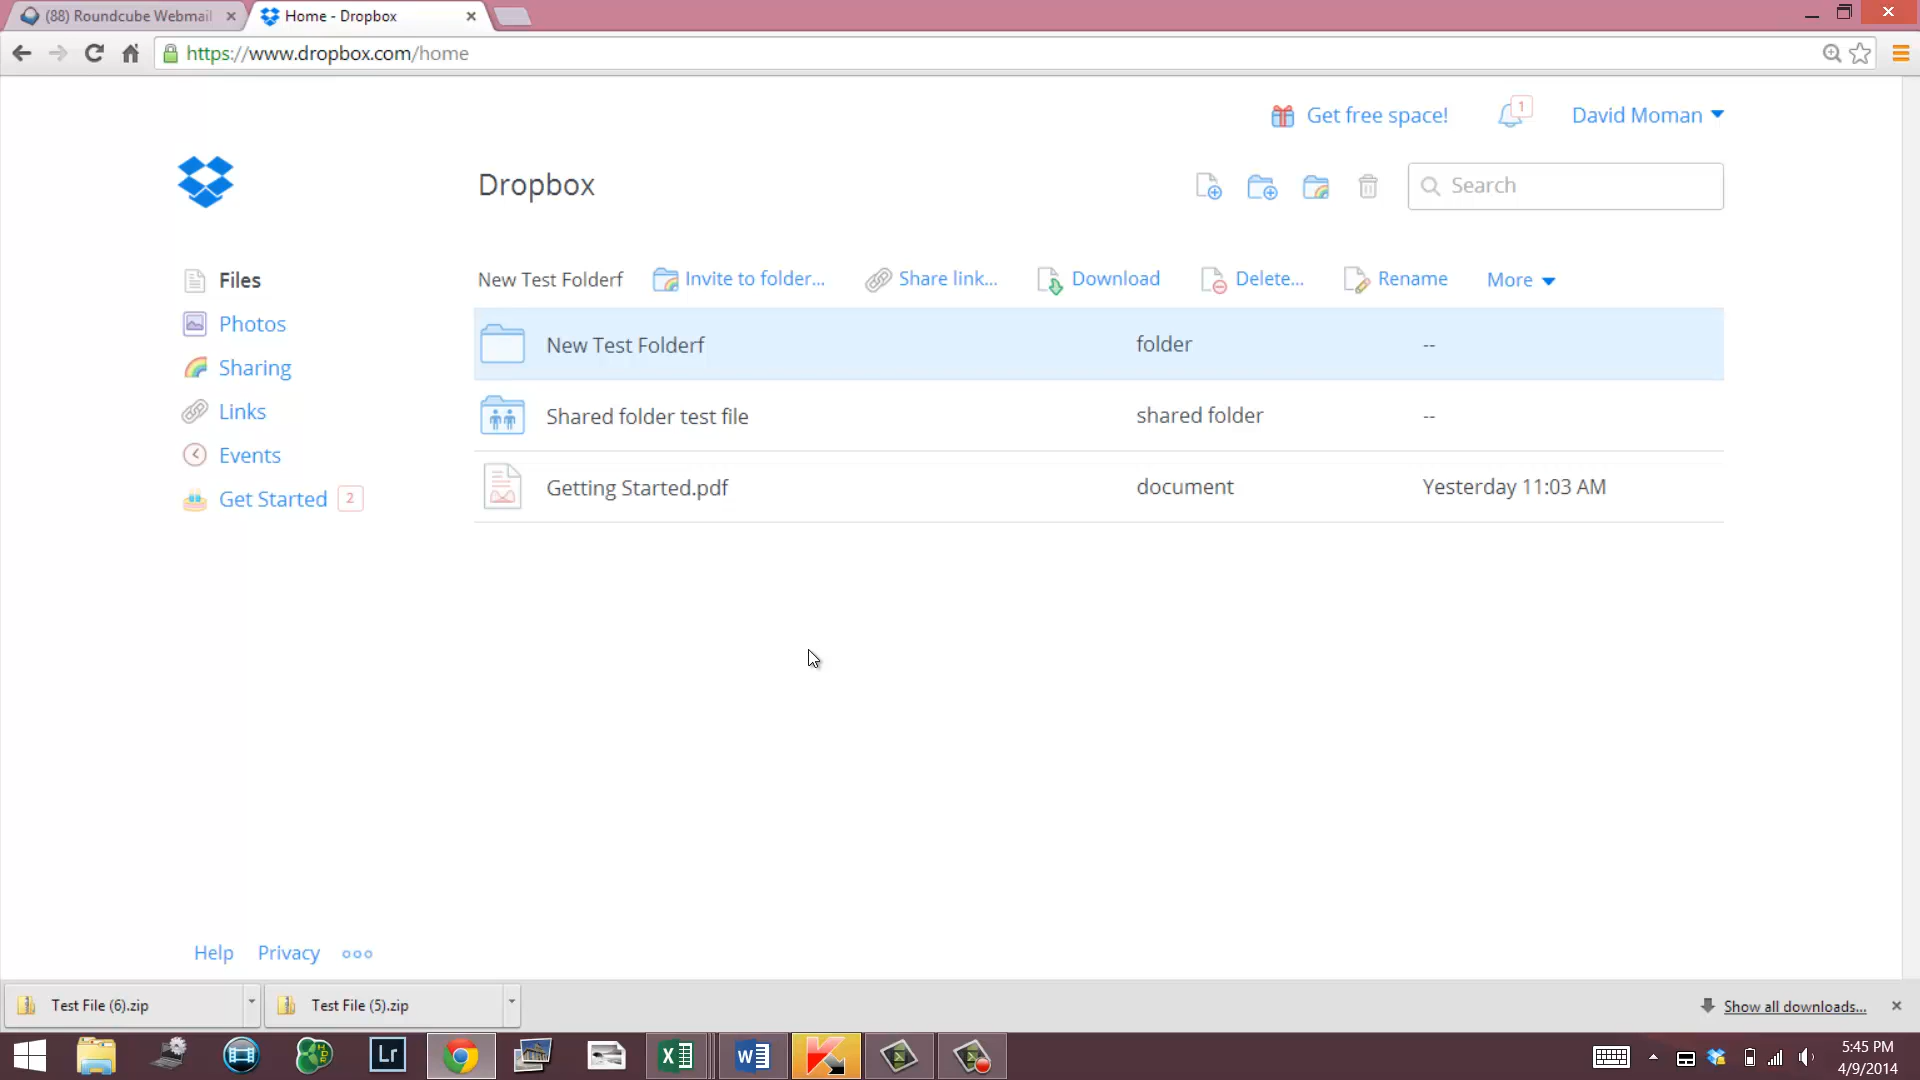 (88) Roundcube Webmail
Home - Dropbox
https://www.dropbox.com/home
Get free space!
1
David Moman
Dropbox
Search
Files
Photos
Sharing
Links
Events
Get Started 2
New Test Folderf Invite to folder... Share link... Download Delete... Rename More
New Test Folderf folder --
Shared folder test file shared folder --
Getting Started.pdf document Yesterday 11:03 AM
Help Privacy
Test File (6).zip Test File (5).zip Show all downloads...
Lr
5:45 PM
4/9/2014